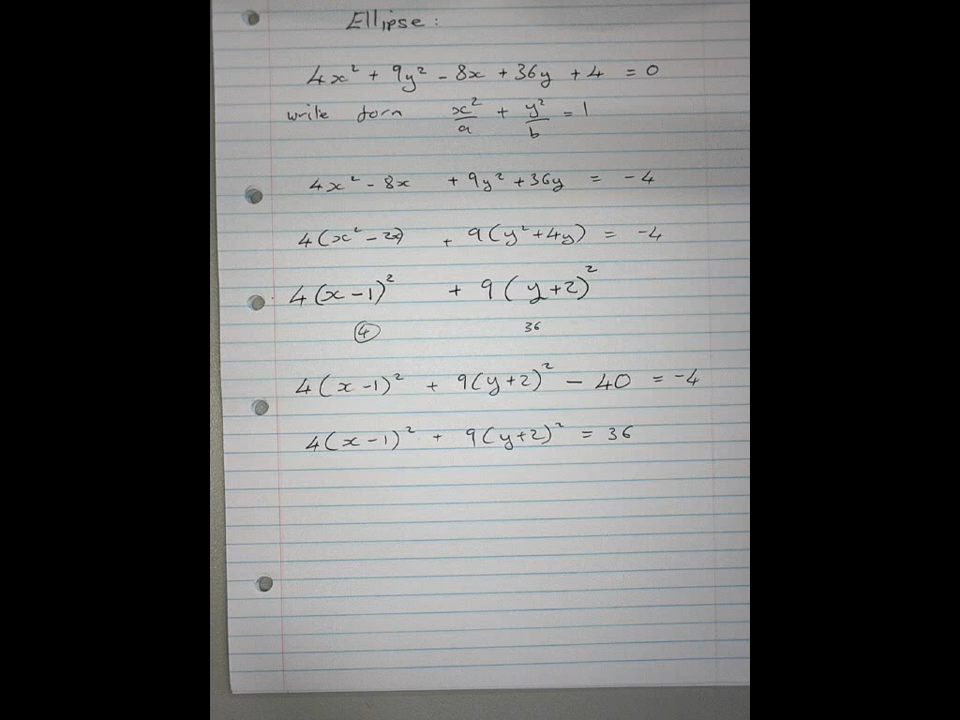 Ellipse:
4x² + 9y² - 8x + 36y + 4 = 0
write form x²/a + y²/b = 1
4x² - 8x + 9y² + 36y = -4
4(x² - 2x) + 9(y² + 4y) = -4
4(x-1)² + 9(y+2)²
4 36
4(x-1)² + 9(y+2)² - 40 = -4
4(x-1)² + 9(y+2)² = 36